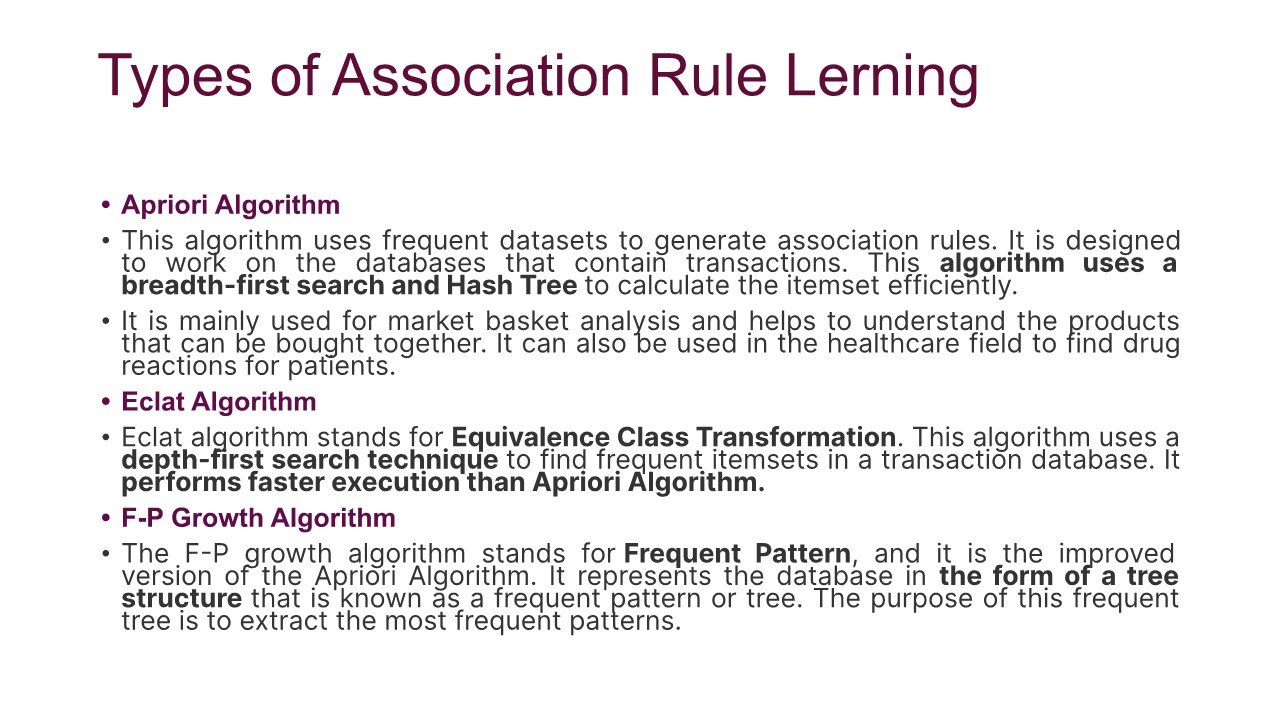 Types of Association Rule Lerning
• Apriori Algorithm
• This algorithm uses frequent datasets to generate association rules. It is designed
to work on the databases that contain transactions. This algorithm uses a
breadth-first search and Hash Tree to calculate the itemset efficiently.
• It is mainly used for market basket analysis and helps to understand the products
that can be bought together. It can also be used in the healthcare field to find drug
reactions for patients.
• Eclat Algorithm
• Eclat algorithm stands for Equivalence Class Transformation. This algorithm uses a
depth-first search technique to find frequent itemsets in a transaction database. It
performs faster execution than Apriori Algorithm.
• F-P Growth Algorithm
• The F-P growth algorithm stands for Frequent Pattern, and it is the improved
version of the Apriori Algorithm. It represents the database in the form of a tree
structure that is known as a frequent pattern or tree. The purpose of this frequent
tree is to extract the most frequent patterns.